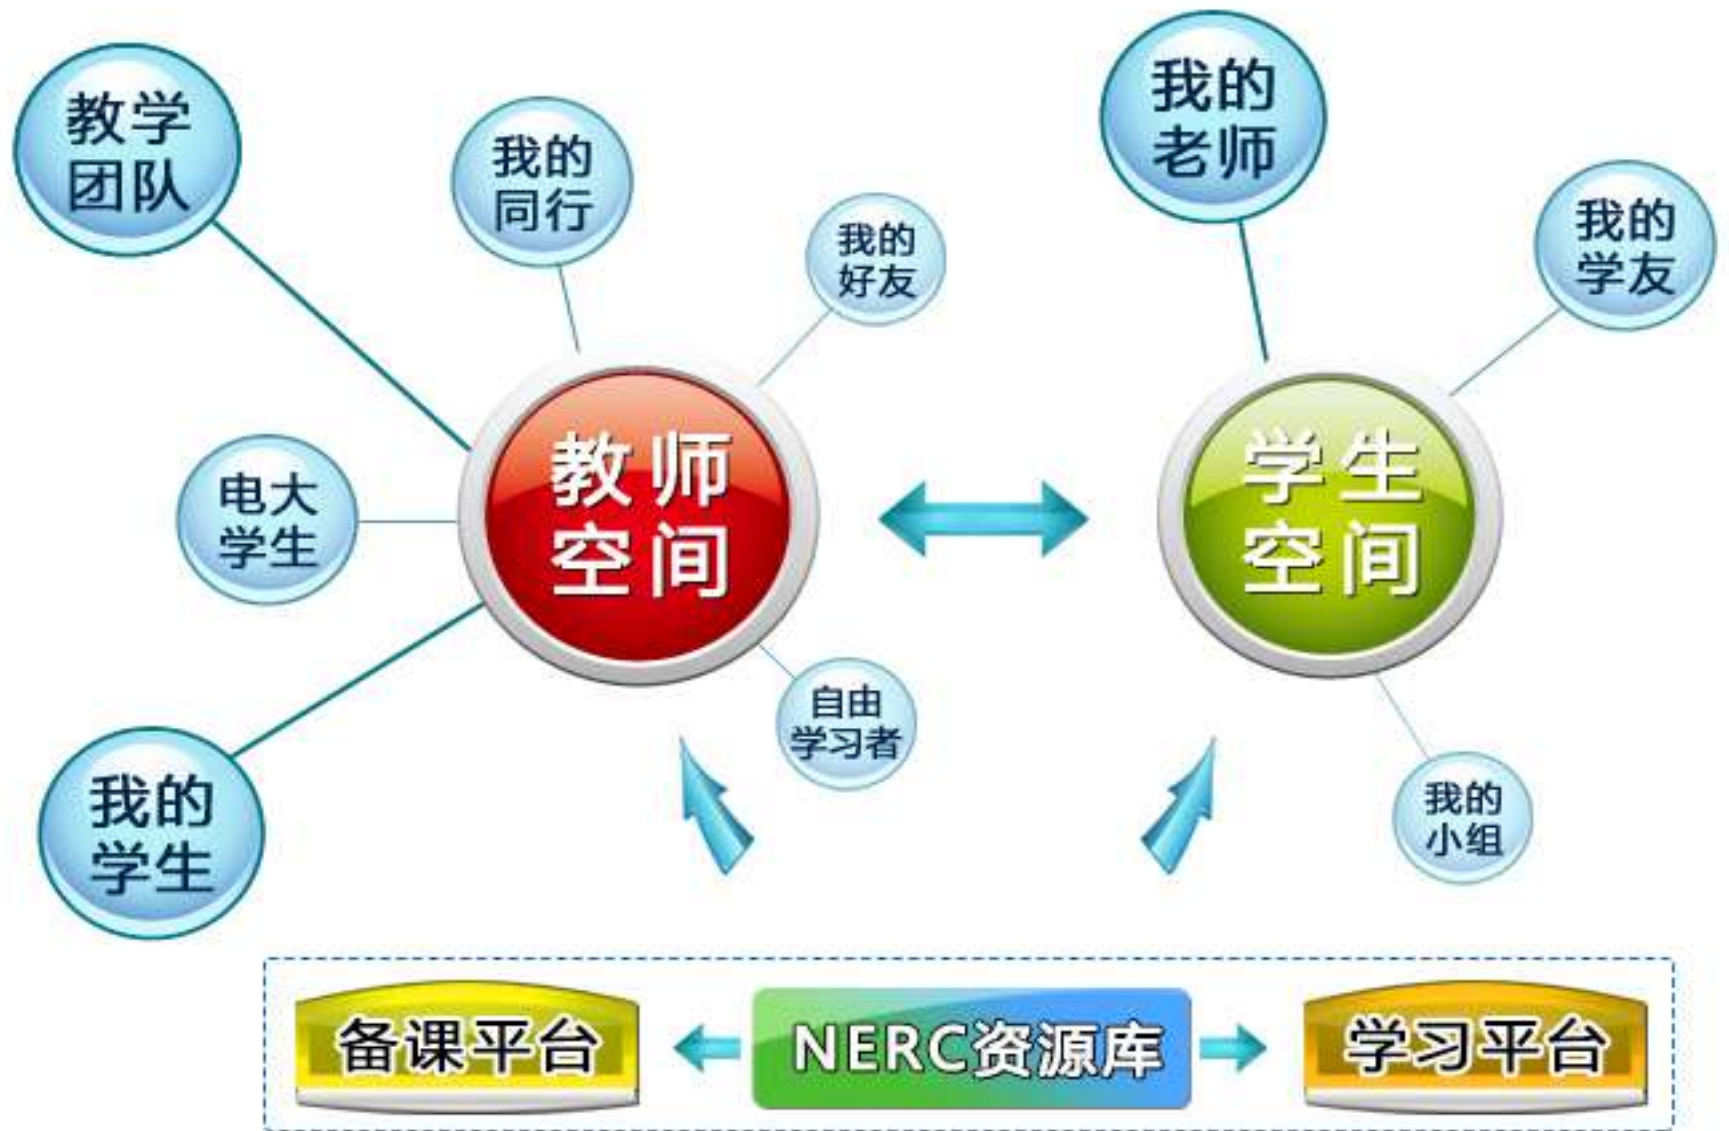 教学
团队
我的
同行
我的
好友
我的
老师
我的
学友
电大
学生
教师
空间
学生
空间
我的
学生
自由
学习者
我的
小组
备课平台
NERC资源库
学习平台